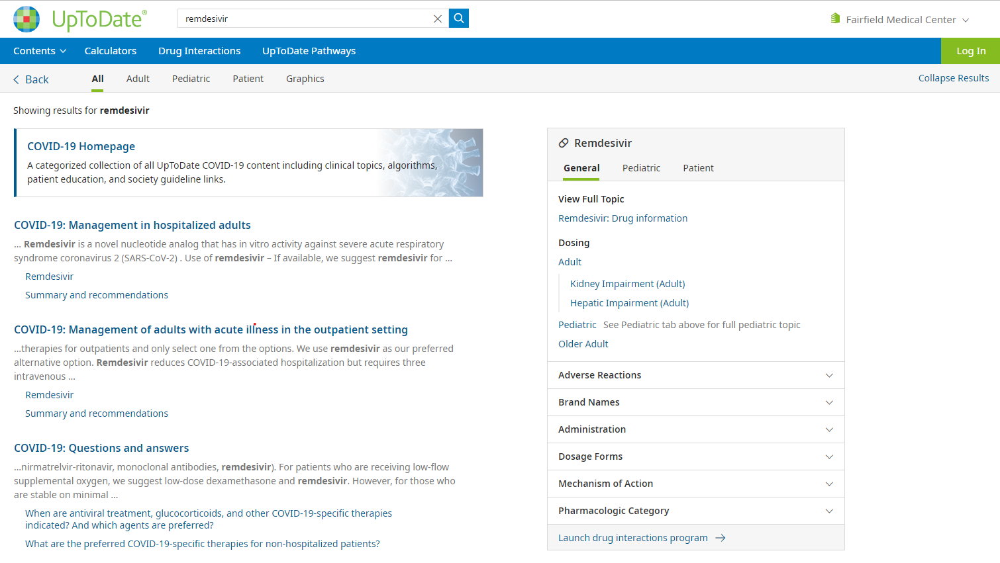 UpToDate®
remdesivir
Fairfield Medical Center
Contents
Calculators
Drug Interactions
UpToDate Pathways
Log In
Back
All
Adult
Pediatric
Patient
Graphics
Collapse Results
Showing results for remdesivir
COVID-19 Homepage
A categorized collection of all UpToDate COVID-19 content including clinical topics, algorithms,
patient education, and society guideline links.
COVID-19: Management in hospitalized adults
... Remdesivir is a novel nucleotide analog that has in vitro activity against severe acute respiratory
syndrome coronavirus 2 (SARS-CoV-2) . Use of remdesivir – If available, we suggest remdesivir for ...
Remdesivir
Summary and recommendations
COVID-19: Management of adults with acute illness in the outpatient setting
...therapies for outpatients and only select one from the options. We use remdesivir as our preferred
alternative option. Remdesivir reduces COVID-19-associated hospitalization but requires three
intravenous ...
Remdesivir
Summary and recommendations
COVID-19: Questions and answers
...nirmatrelvir-ritonavir, monoclonal antibodies, remdesivir). For patients who are receiving low-flow
supplemental oxygen, we suggest low-dose dexamethasone and remdesivir. However, for those who
are stable on minimal ...
When are antiviral treatment, glucocorticoids, and other COVID-19-specific therapies
indicated? And which agents are preferred?
What are the preferred COVID-19-specific therapies for non-hospitalized patients?
Remdesivir
General
Pediatric
Patient
View Full Topic
Remdesivir: Drug information
Dosing
Adult
Kidney Impairment (Adult)
Hepatic Impairment (Adult)
Pediatric See Pediatric tab above for full pediatric topic
Older Adult
Adverse Reactions
Brand Names
Administration
Dosage Forms
Mechanism of Action
Pharmacologic Category
Launch drug interactions program